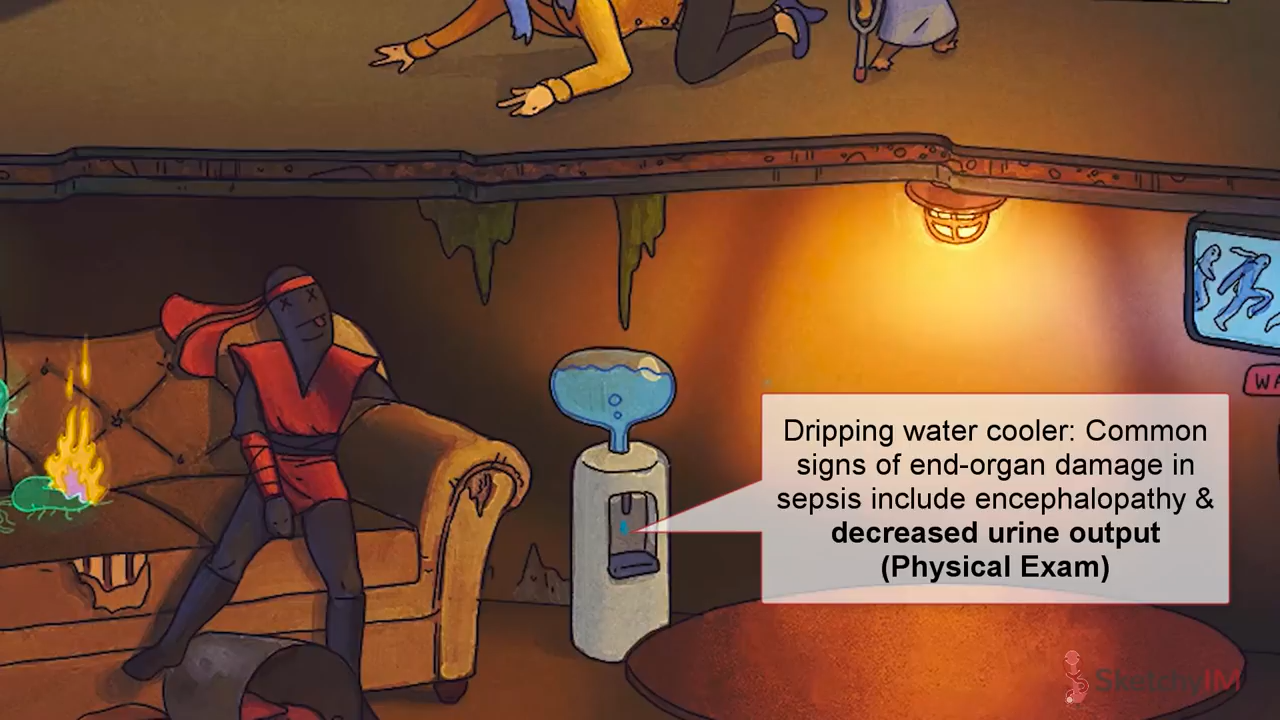 WA
Dripping water cooler: Common
signs of end-organ damage in
sepsis include encephalopathy &
decreased urine output
(Physical Exam)
SketchyIM